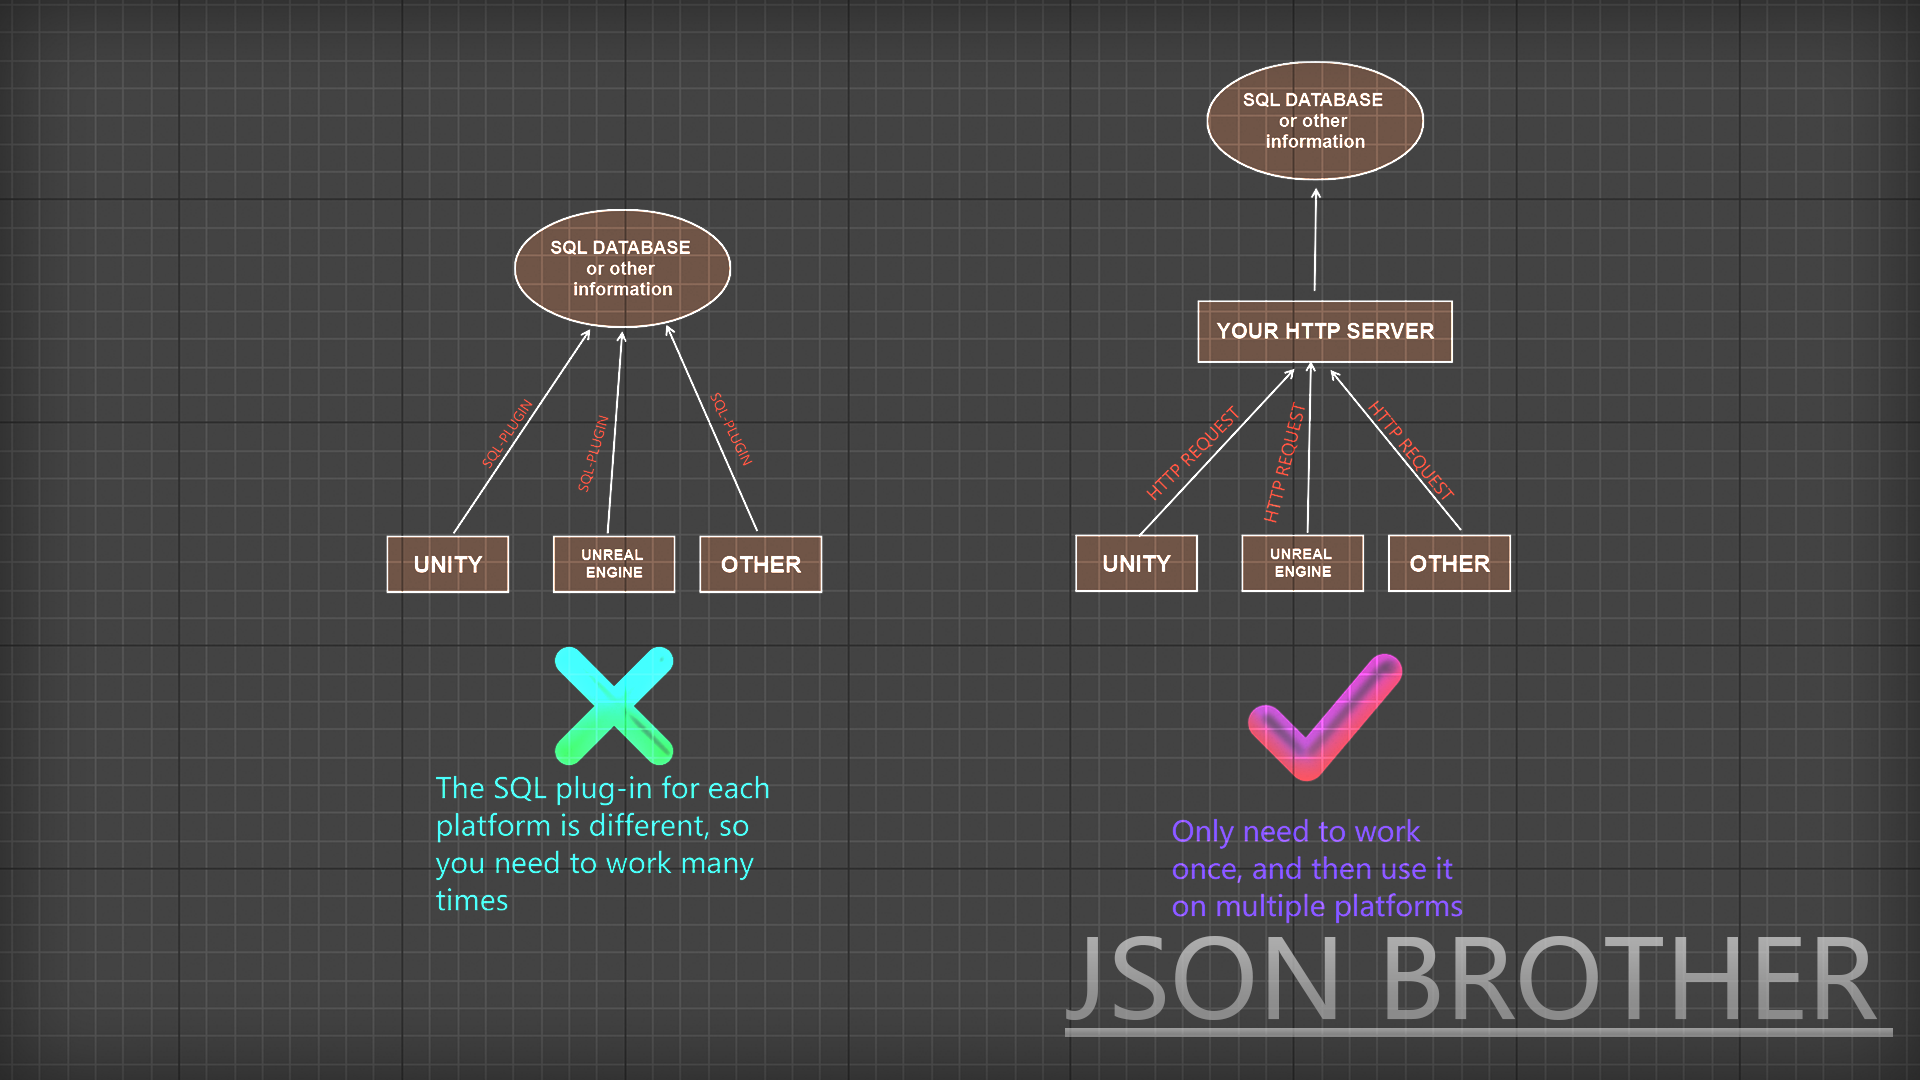 SQL DATABASE
or other
information
SQL-PLUGIN
SQL-PLUGIN
SQL-PLUGIN
UNITY
UNREAL
ENGINE
OTHER
The SQL plug-in for each
platform is different, so
you need to work many
times
SQL DATABASE
or other
information
YOUR HTTP SERVER
HTTP REQUEST
HTTP REQUEST
HTTP REQUEST
UNITY
UNREAL
ENGINE
OTHER
Only need to work
once, and then use it
on multiple platforms
JSON BROTHER